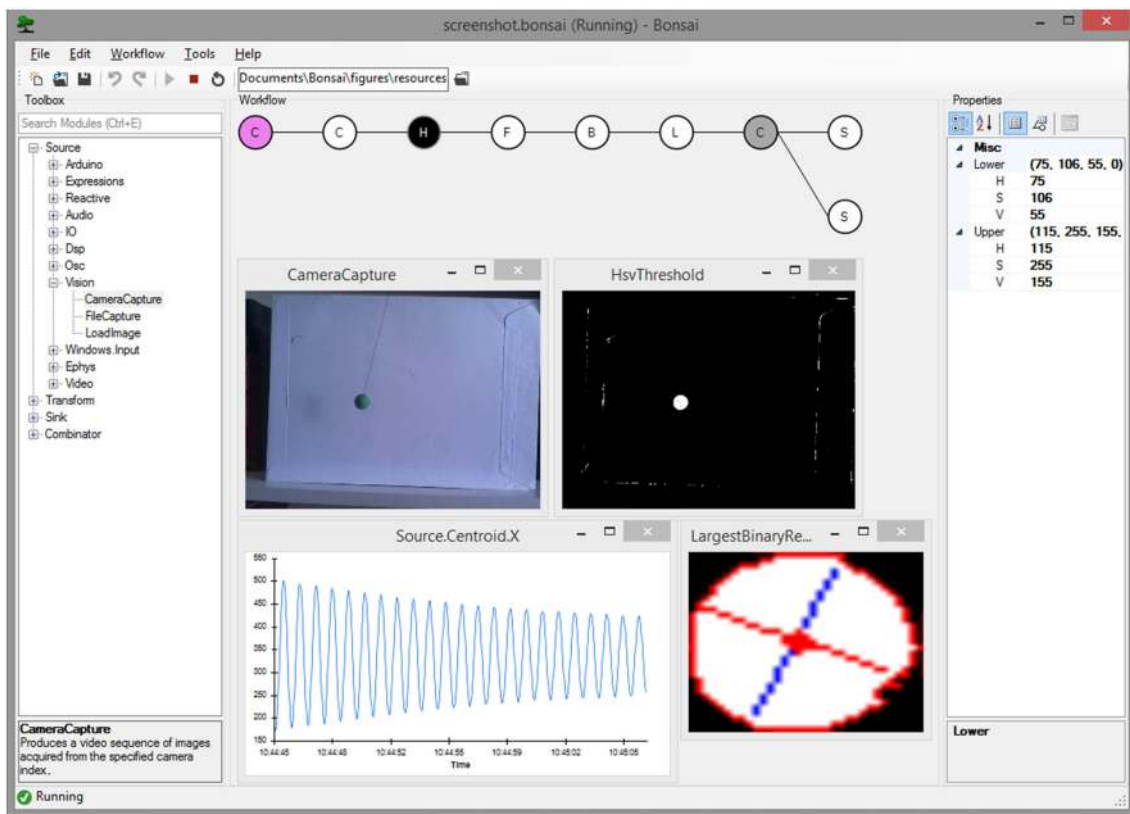 screenshot.bonsai (Running) - Bonsai
File Edit Workflow Tools Help
Documents\Bonsai\figures\resources
Toolbox
Search Modules (Ctrl+E)
Source
Arduino
Expressions
Reactive
Audio
IO
Dsp
Osc
Vision
CameraCapture
FileCapture
LoadImage
Windows.Input
Ephys
Video
Transform
Sink
Combinator
CameraCapture
Produces a video sequence of images
acquired from the specified camera
index.
Running
Workflow
C C H F B L C S
S
CameraCapture
HsvThreshold
Source.Centroid.X
560
500
450
400
350
300
250
200
150
10:44:45 10:44:48 10:44:52 10:44:55 10:44:59 10:45:02 10:45:05
Time
LargestBinaryRe...
Properties
Misc
Lower (75, 106, 55, 0)
H 75
S 106
V 55
Upper (115, 255, 155,
H 115
S 255
V 155
Lower